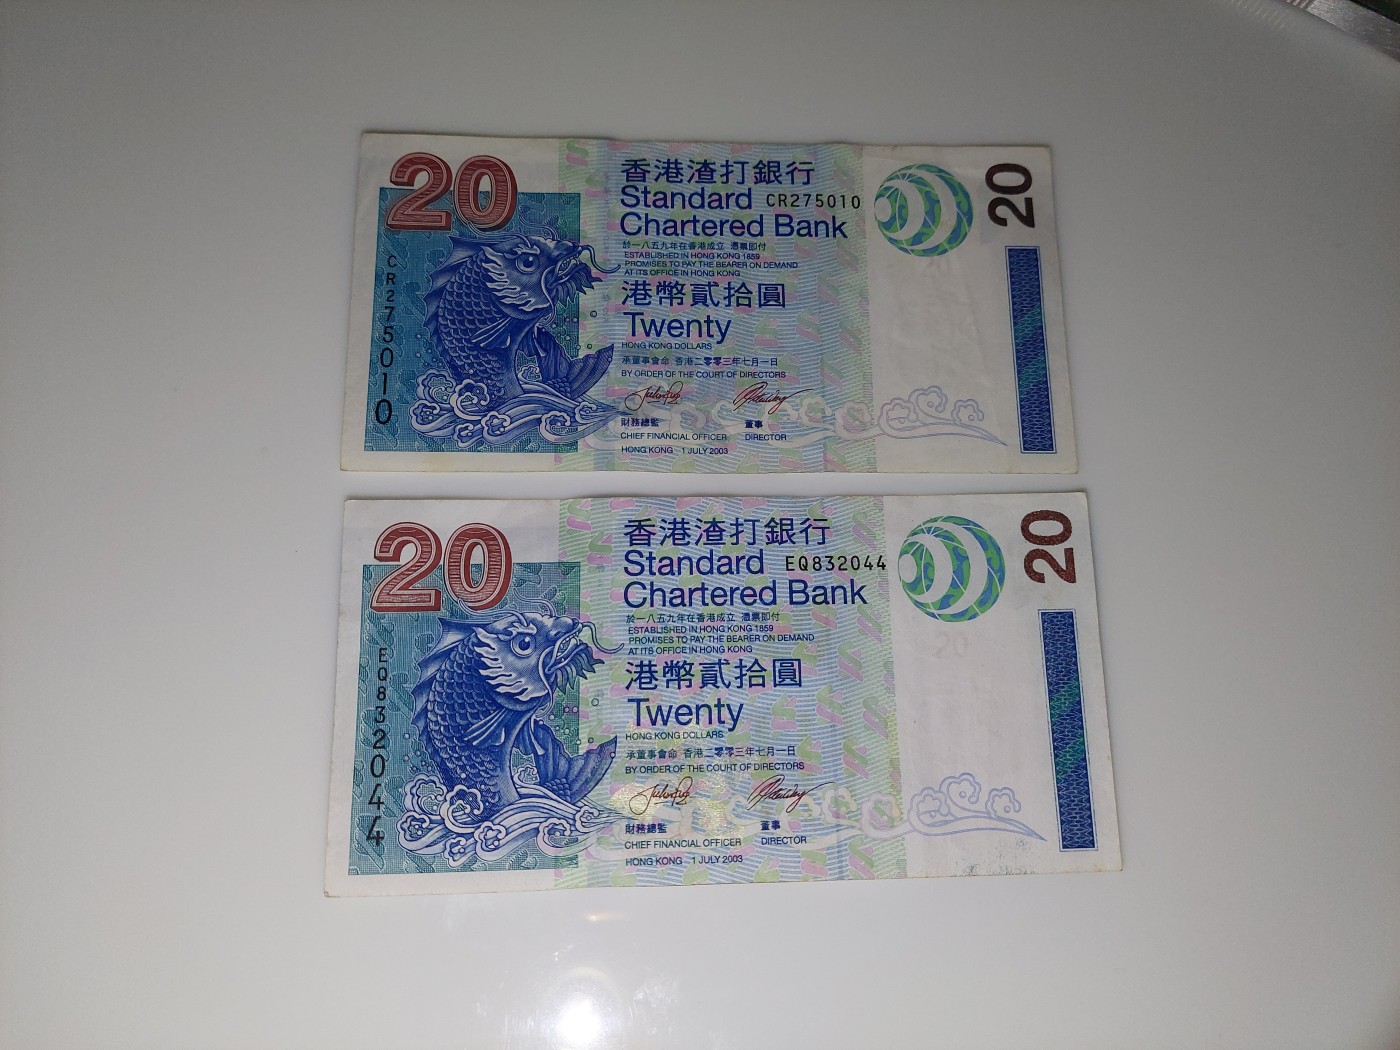 20
香港渣打銀行
Standard CR275010
Chartered Bank
20
於一八五九年在香港成立 憑票即付
ESTABLISHED IN HONG KONG 1859
PROMISES TO PAY THE BEARER ON DEMAND
AT ITS OFFICE IN HONG KONG
港幣貳拾圓
Twenty
HONG KONG DOLLARS
承董事會命 香港二零零三年七月一日
BY ORDER OF THE COURT OF DIRECTORS
財務總監 董事
CHIEF FINANCIAL OFFICER DIRECTOR
HONG KONG 1 JULY 2003
CR275010
20
香港渣打銀行
Standard EQ832044
Chartered Bank
20
於一八五九年在香港成立 憑票即付
ESTABLISHED IN HONG KONG 1859
PROMISES TO PAY THE BEARER ON DEMAND
AT ITS OFFICE IN HONG KONG
港幣貳拾圓
Twenty
HONG KONG DOLLARS
承董事會命 香港二零零三年七月一日
BY ORDER OF THE COURT OF DIRECTORS
財務總監 董事
CHIEF FINANCIAL OFFICER DIRECTOR
HONG KONG 1 JULY 2003
EQ832044